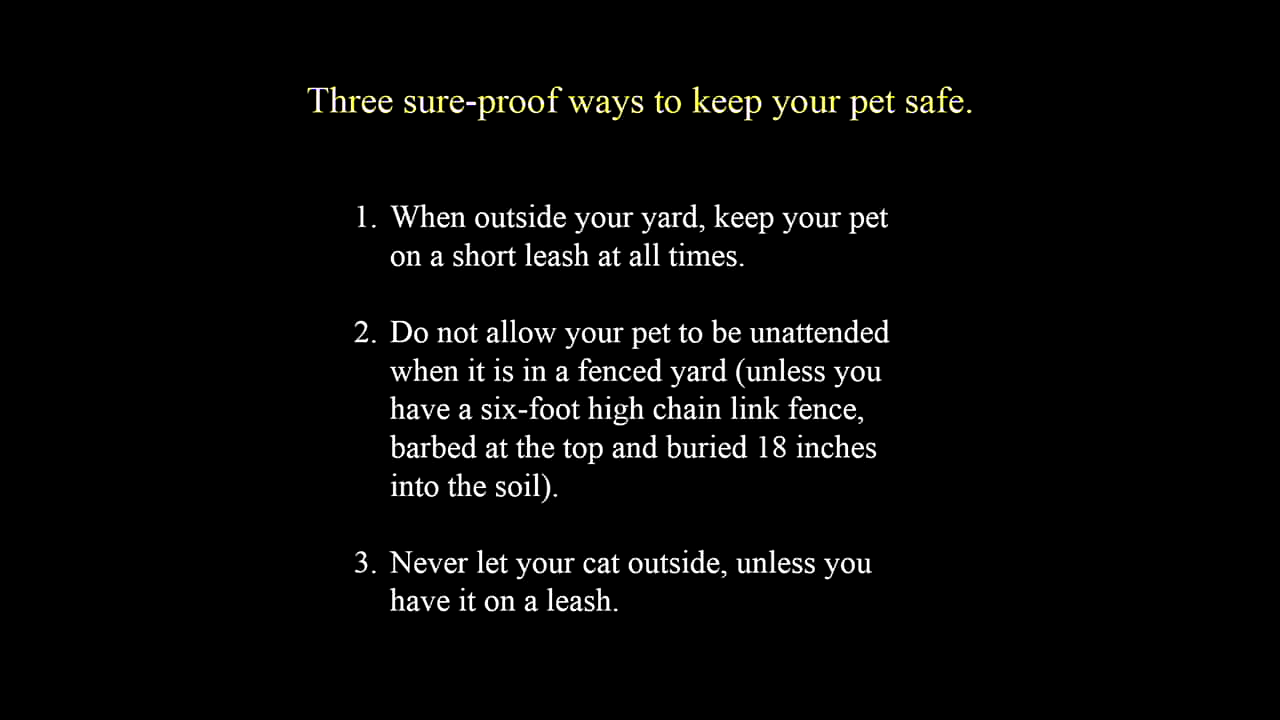 Three sure-proof ways to keep your pet safe.
1. When outside your yard, keep your pet
on a short leash at all times.
2. Do not allow your pet to be unattended
when it is in a fenced yard (unless you
have a six-foot high chain link fence,
barbed at the top and buried 18 inches
into the soil).
3. Never let your cat outside, unless you
have it on a leash.